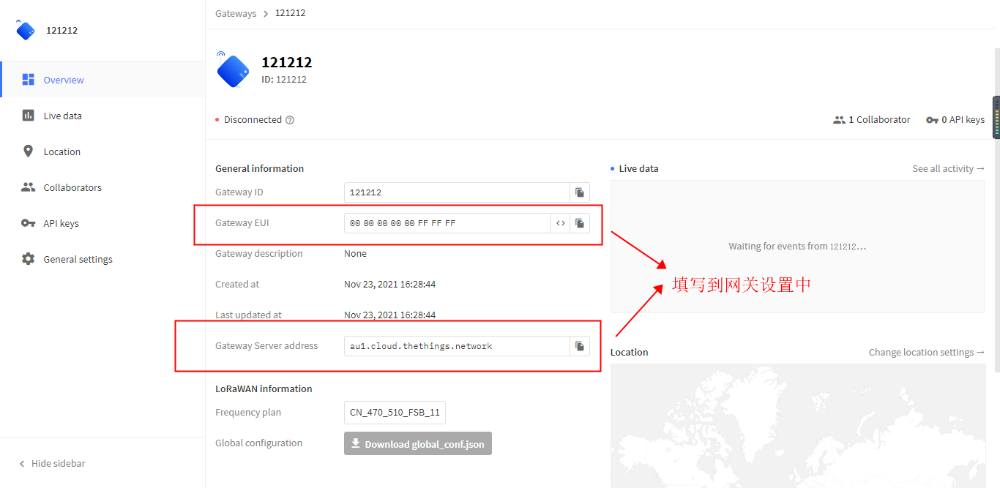 121212
Overview
Live data
Location
Collaborators
API keys
General settings
Hide sidebar
Gateways > 121212
121212
ID: 121212
Disconnected
1 Collaborator
0 API keys
General information
Gateway ID 121212
Gateway EUI 00 00 00 00 00 FF FF FF <>
Gateway description None
Created at Nov 23, 2021 16:28:44
Last updated at Nov 23, 2021 16:28:44
Gateway Server address au1.cloud.thethings.network
LoRaWAN information
Frequency plan CN_470_510_FSB_11
Global configuration Download global_conf.json
Live data See all activity →
Waiting for events from 121212…
填写到网关设置中
Location Change location settings →